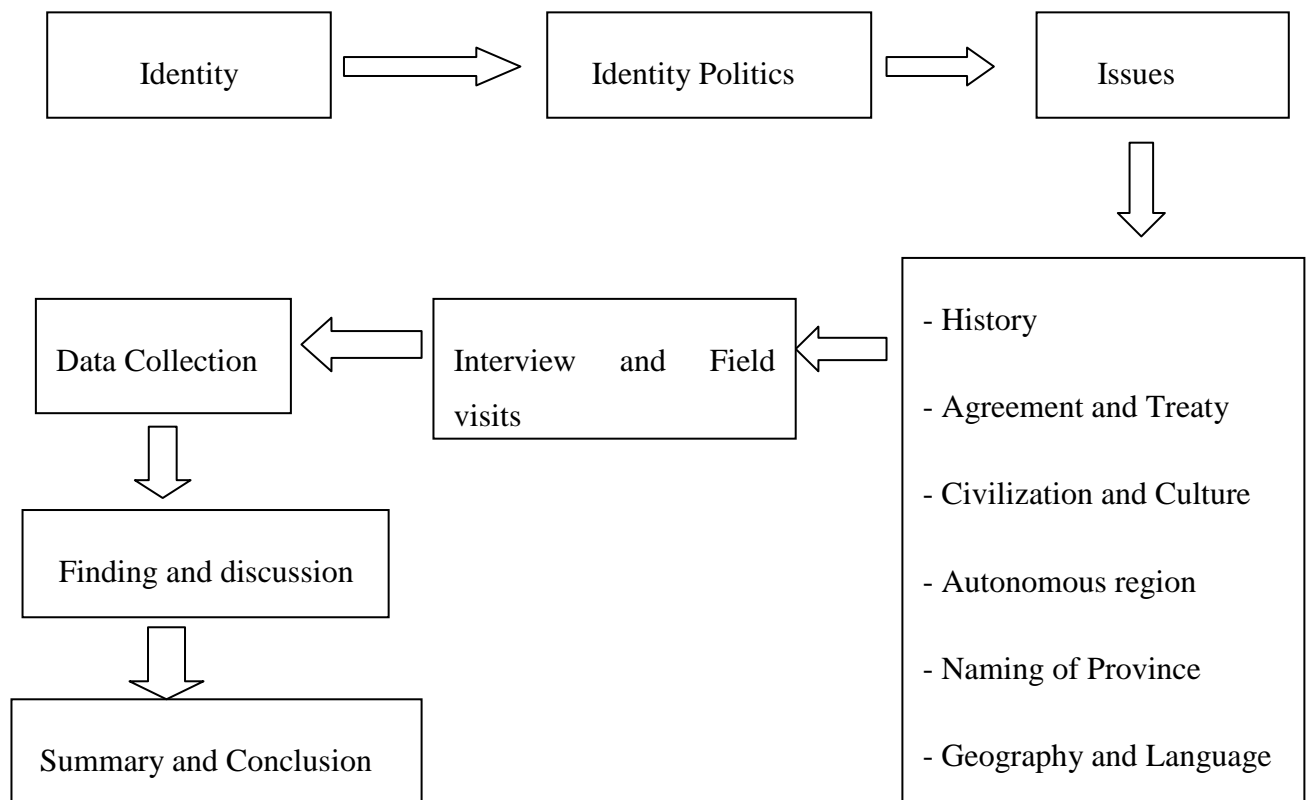 Identity
Identity Politics
Issues
- History
- Agreement and Treaty
- Civilization and Culture
- Autonomous region
- Naming of Province
- Geography and Language
Interview and Field
visits
Data Collection
Finding and discussion
Summary and Conclusion